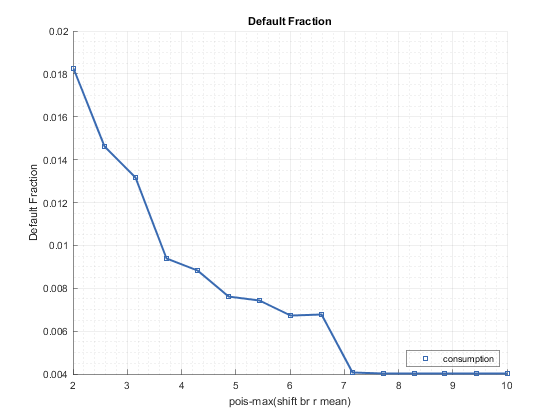 Default Fraction
0.02
0.018
0.016
0.014
0.012
0.01
0.008
0.006
0.004
Default Fraction
consumption
2 3 4 5 6 7 8 9 10
pois-max(shift br r mean)